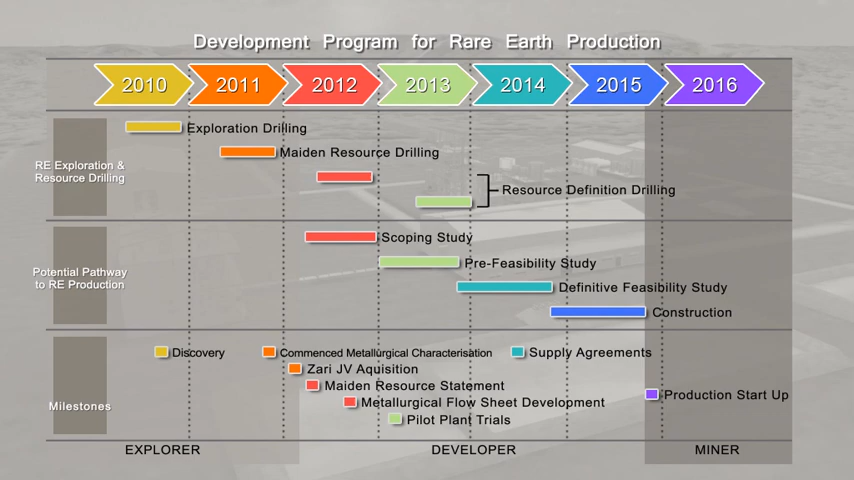 Development Program for Rare Earth Production
2010 2011 2012 2013 2014 2015 2016
RE Exploration &
Resource Drilling
Exploration Drilling
Maiden Resource Drilling
Resource Definition Drilling
Potential Pathway
to RE Production
Scoping Study
Pre-Feasibility Study
Definitive Feasibility Study
Construction
Milestones
Discovery
Commenced Metallurgical Characterisation
Supply Agreements
Zari JV Aquisition
Maiden Resource Statement
Production Start Up
Metallurgical Flow Sheet Development
Pilot Plant Trials
EXPLORER DEVELOPER MINER